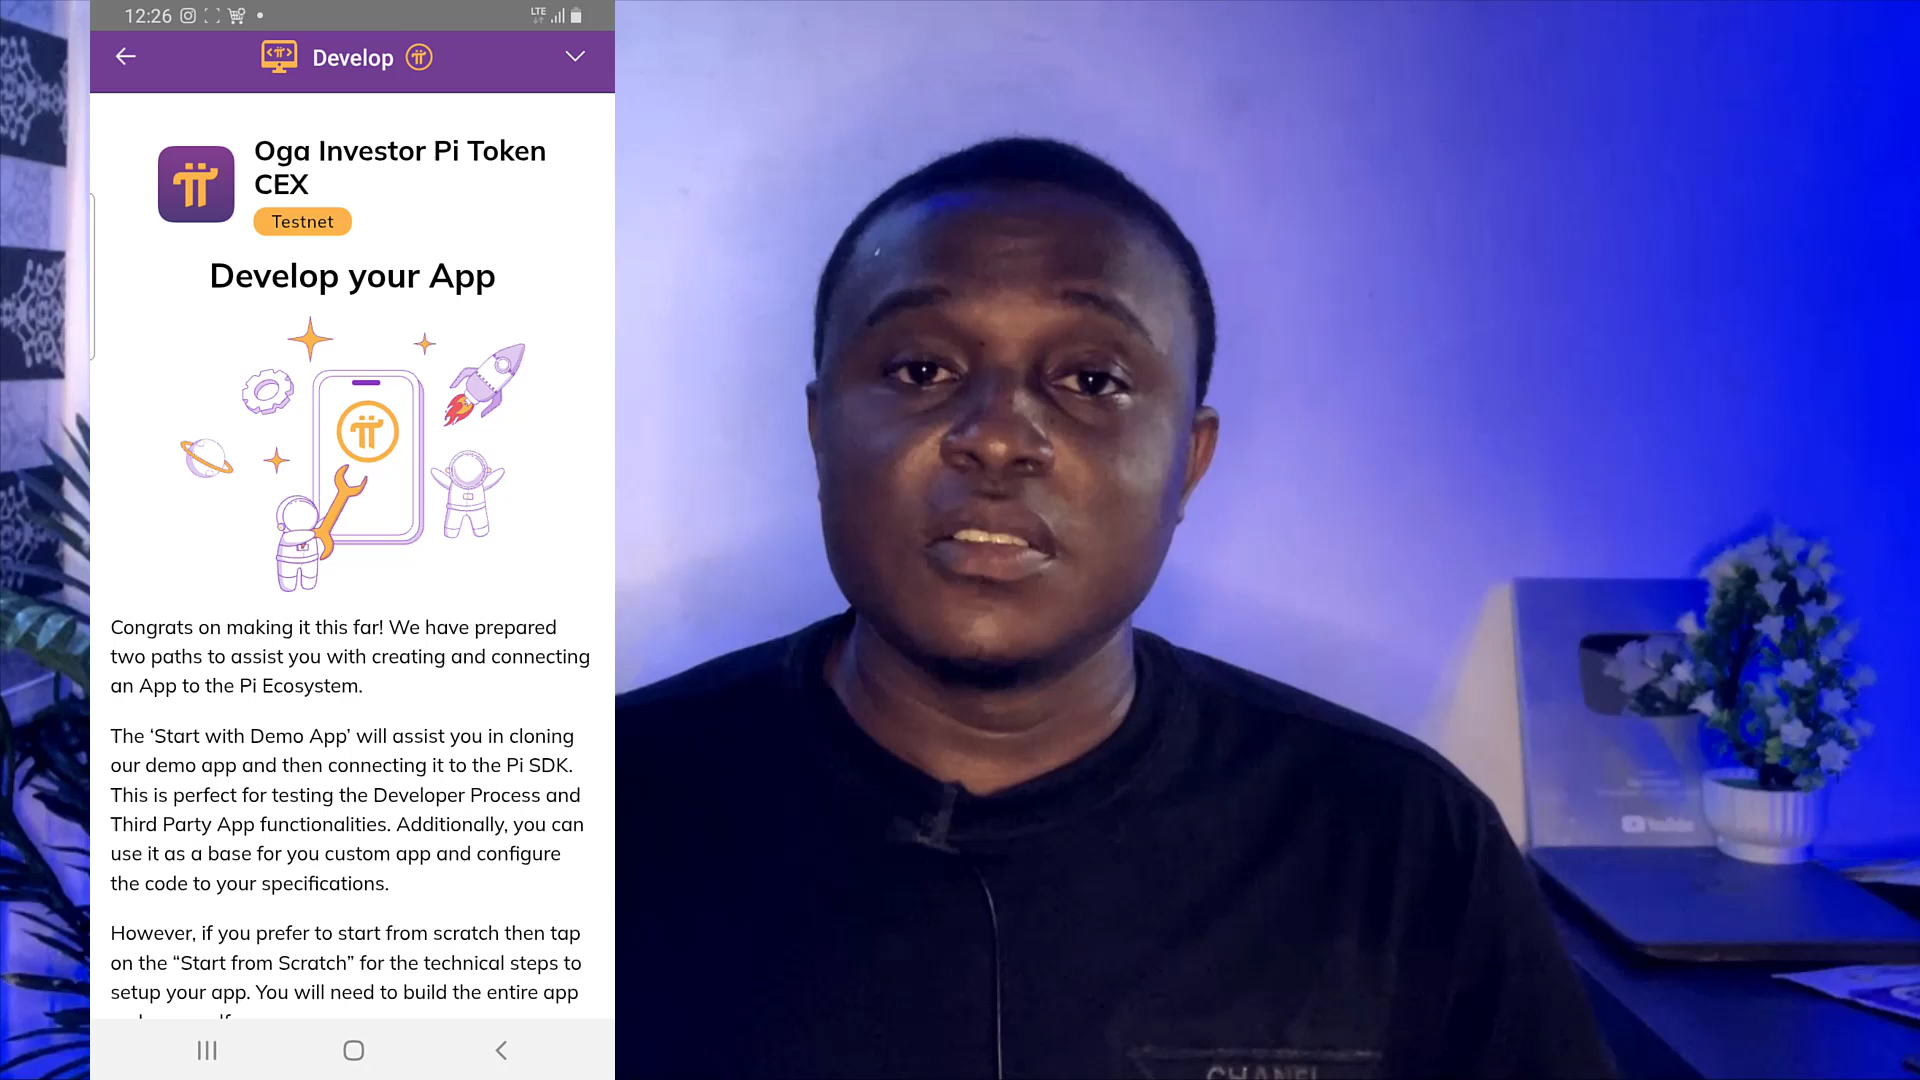 12:26
LTE
Develop
Oga Investor Pi Token
CEX
Testnet
Develop your App
Congrats on making it this far! We have prepared
two paths to assist you with creating and connecting
an App to the Pi Ecosystem.
The ‘Start with Demo App’ will assist you in cloning
our demo app and then connecting it to the Pi SDK.
This is perfect for testing the Developer Process and
Third Party App functionalities. Additionally, you can
use it as a base for you custom app and configure
the code to your specifications.
However, if you prefer to start from scratch then tap
on the “Start from Scratch” for the technical steps to
setup your app. You will need to build the entire app
YouTube
CHANEL